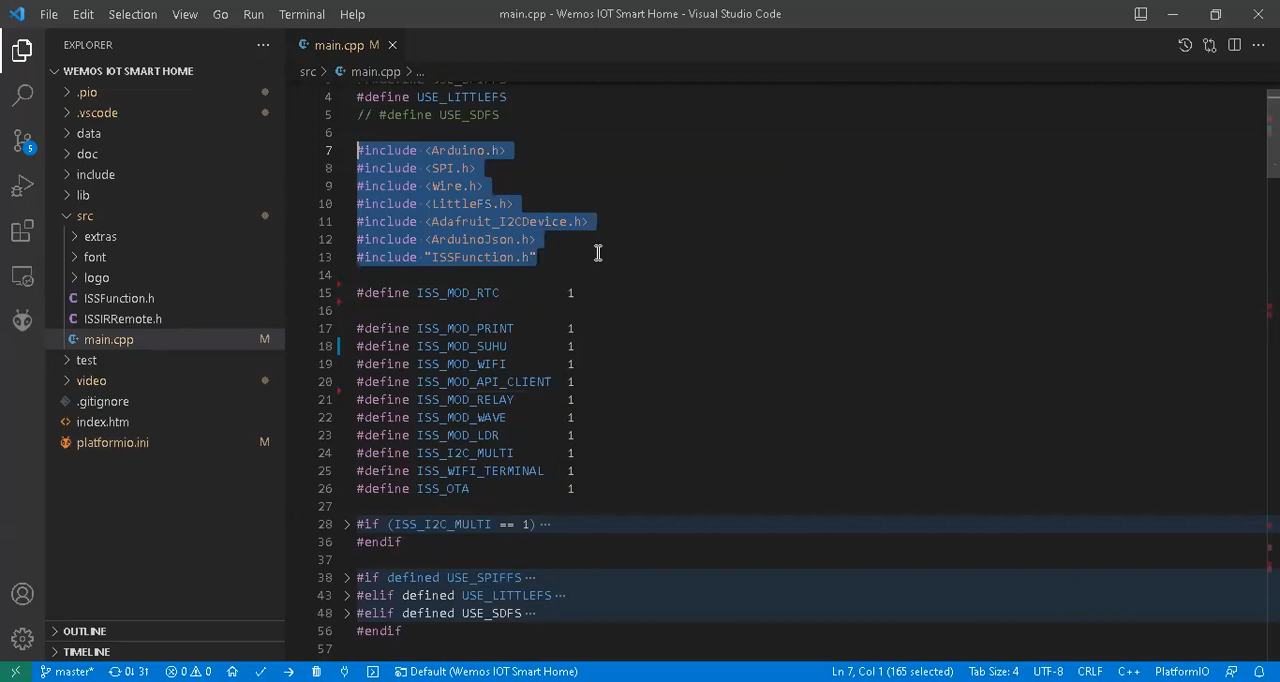 File Edit Selection View Go Run Terminal Help
main.cpp - Wemos IOT Smart Home - Visual Studio Code
EXPLORER
main.cpp M
WEMOS IOT SMART HOME
src > main.cpp > ...
.pio
.vscode
data
doc
include
lib
src
extras
font
logo
ISSFunction.h
ISSIRRemote.h
main.cpp M
test
video
.gitignore
index.htm
platformio.ini M
OUTLINE
TIMELINE
5
4 #define USE_LITTLEFS
5 // #define USE_SDFS
6
7 #include <Arduino.h>
8 #include <SPI.h>
9 #include <Wire.h>
10 #include <LittleFS.h>
11 #include <Adafruit_I2CDevice.h>
12 #include <ArduinoJson.h>
13 #include "ISSFunction.h"
14
15 #define ISS_MOD_RTC 1
16
17 #define ISS_MOD_PRINT 1
18 #define ISS_MOD_SUHU 1
19 #define ISS_MOD_WIFI 1
20 #define ISS_MOD_API_CLIENT 1
21 #define ISS_MOD_RELAY 1
22 #define ISS_MOD_WAVE 1
23 #define ISS_MOD_LDR 1
24 #define ISS_I2C_MULTI 1
25 #define ISS_WIFI_TERMINAL 1
26 #define ISS_OTA 1
27
28 #if (ISS_I2C_MULTI == 1)...
36 #endif
37
38 #if defined USE_SPIFFS...
43 #elif defined USE_LITTLEFS...
48 #elif defined USE_SDFS...
56 #endif
57
master* 0↓ 3↑ 0 0 Default (Wemos IOT Smart Home) Ln 7, Col 1 (165 selected) Tab Size: 4 UTF-8 CRLF C++ PlatformIO